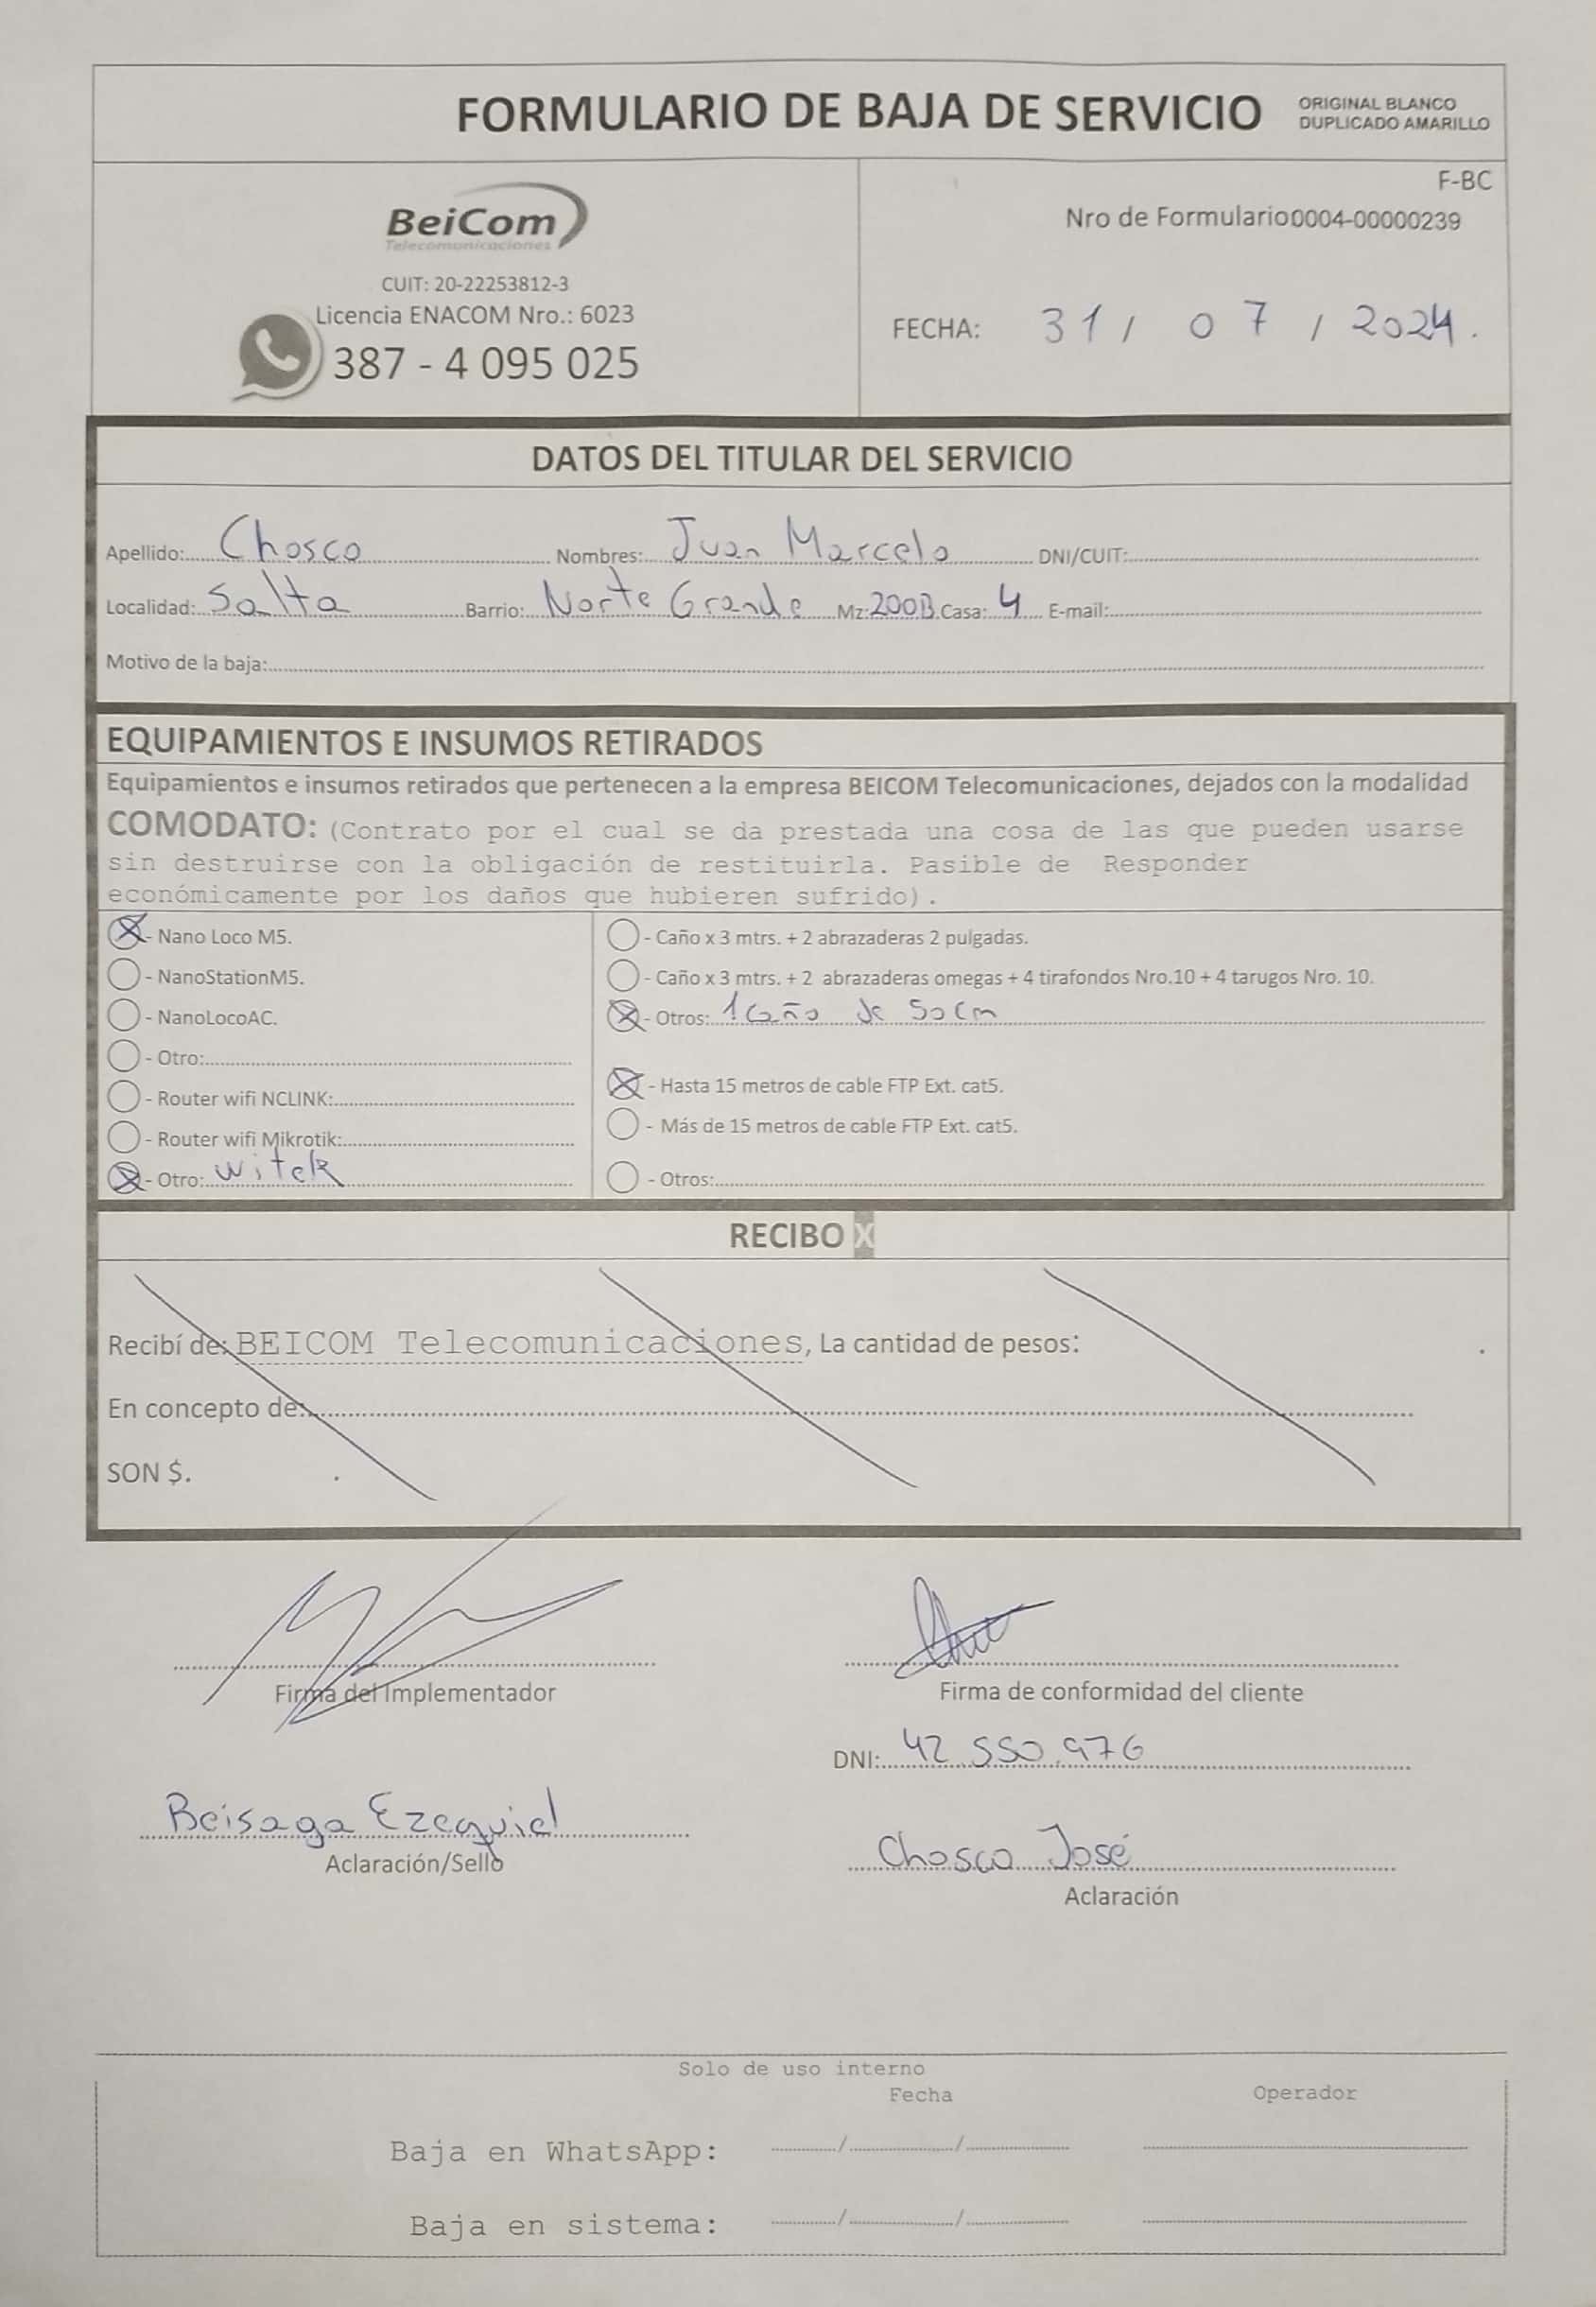 FORMULARIO DE BAJA DE SERVICIO
ORIGINAL BLANCO
DUPLICADO AMARILLO
BeiCom
Telecomunicaciones
CUIT: 20-22253812-3
Licencia ENACOM Nro.: 6023
387 - 4 095 025
F-BC
Nro de Formulario0004-00000239
FECHA: 31 / 07 / 2024.
DATOS DEL TITULAR DEL SERVICIO
Apellido: Chosco Nombres: Juan Marcelo DNI/CUIT:
Localidad: Salta Barrio: Norte Grande Mz: 200B Casa: 4 E-mail:
Motivo de la baja:
EQUIPAMIENTOS E INSUMOS RETIRADOS
Equipamientos e insumos retirados que pertenecen a la empresa BEICOM Telecomunicaciones, dejados con la modalidad
COMODATO: (Contrato por el cual se da prestada una cosa de las que pueden usarse
sin destruirse con la obligación de restituirla. Pasible de Responder
económicamente por los daños que hubieren sufrido).
- Nano Loco M5.
- NanoStationM5.
- NanoLocoAC.
- Otro:
- Router wifi NCLINK:
- Router wifi Mikrotik:
- Otro: witek
- Caño x 3 mtrs. + 2 abrazaderas 2 pulgadas.
- Caño x 3 mtrs. + 2 abrazaderas omegas + 4 tirafondos Nro.10 + 4 tarugos Nro. 10.
- Otros: 1 caño de 50cm
- Hasta 15 metros de cable FTP Ext. cat5.
- Más de 15 metros de cable FTP Ext. cat5.
- Otros:
RECIBO X
Recibí de: BEICOM Telecomunicaciones, La cantidad de pesos:
En concepto de:
SON $.
Firma del Implementador
Beisaga Ezequiel
Aclaración/Sello
Firma de conformidad del cliente
DNI: 42.550.976
Chosco José
Aclaración
Solo de uso interno
Fecha Operador
Baja en WhatsApp: / /
Baja en sistema: / /